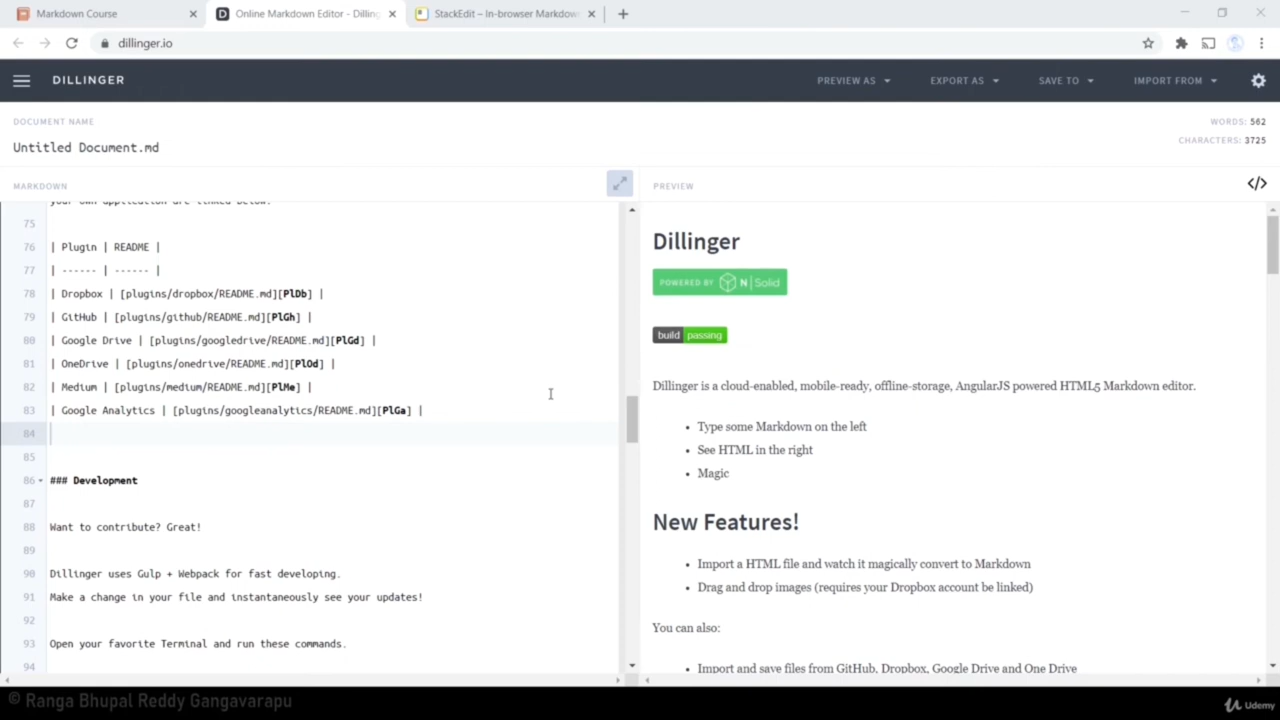 Markdown Course
Online Markdown Editor - Dilling
StackEdit – In-browser Markdow
dillinger.io
DILLINGER
PREVIEW AS
EXPORT AS
SAVE TO
IMPORT FROM
DOCUMENT NAME
WORDS: 562
CHARACTERS: 3725
Untitled Document.md
MARKDOWN
PREVIEW
your own application are linked below.
75
76 | Plugin | README |
77 | ------ | ------ |
78 | Dropbox | [plugins/dropbox/README.md][PlDb] |
79 | GitHub | [plugins/github/README.md][PlGh] |
80 | Google Drive | [plugins/googledrive/README.md][PlGd] |
81 | OneDrive | [plugins/onedrive/README.md][PlOd] |
82 | Medium | [plugins/medium/README.md][PlMe] |
83 | Google Analytics | [plugins/googleanalytics/README.md][PlGa] |
84
85
86 ### Development
87
88 Want to contribute? Great!
89
90 Dillinger uses Gulp + Webpack for fast developing.
91 Make a change in your file and instantaneously see your updates!
92
93 Open your favorite Terminal and run these commands.
94
Dillinger
POWERED BY N|Solid
build passing
Dillinger is a cloud-enabled, mobile-ready, offline-storage, AngularJS powered HTML5 Markdown editor.
• Type some Markdown on the left
• See HTML in the right
• Magic
New Features!
• Import a HTML file and watch it magically convert to Markdown
• Drag and drop images (requires your Dropbox account be linked)
You can also:
• Import and save files from GitHub, Dropbox, Google Drive and One Drive
© Ranga Bhupal Reddy Gangavarapu
Udemy